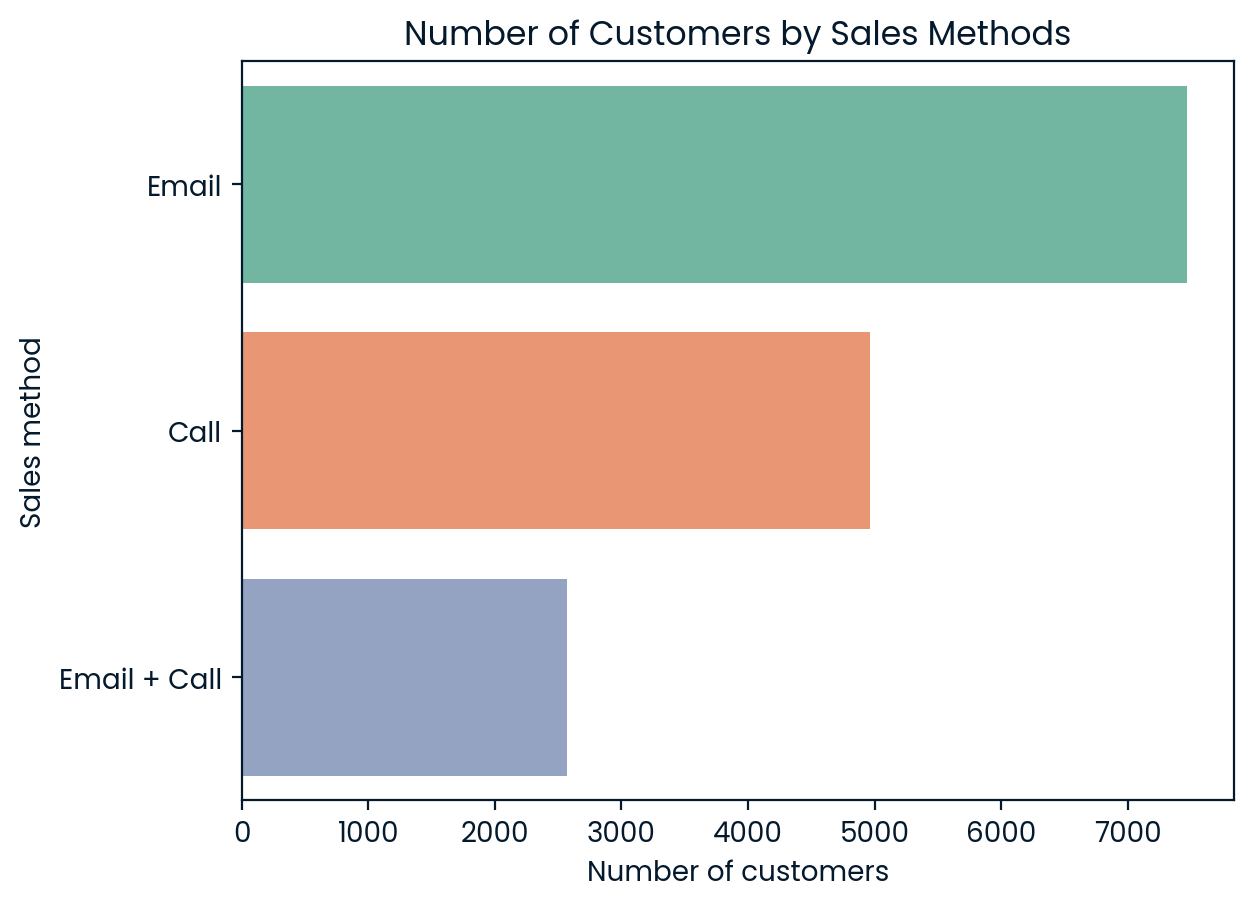 Number of Customers by Sales Methods
Sales method
Email
Call
Email + Call
0 1000 2000 3000 4000 5000 6000 7000
Number of customers